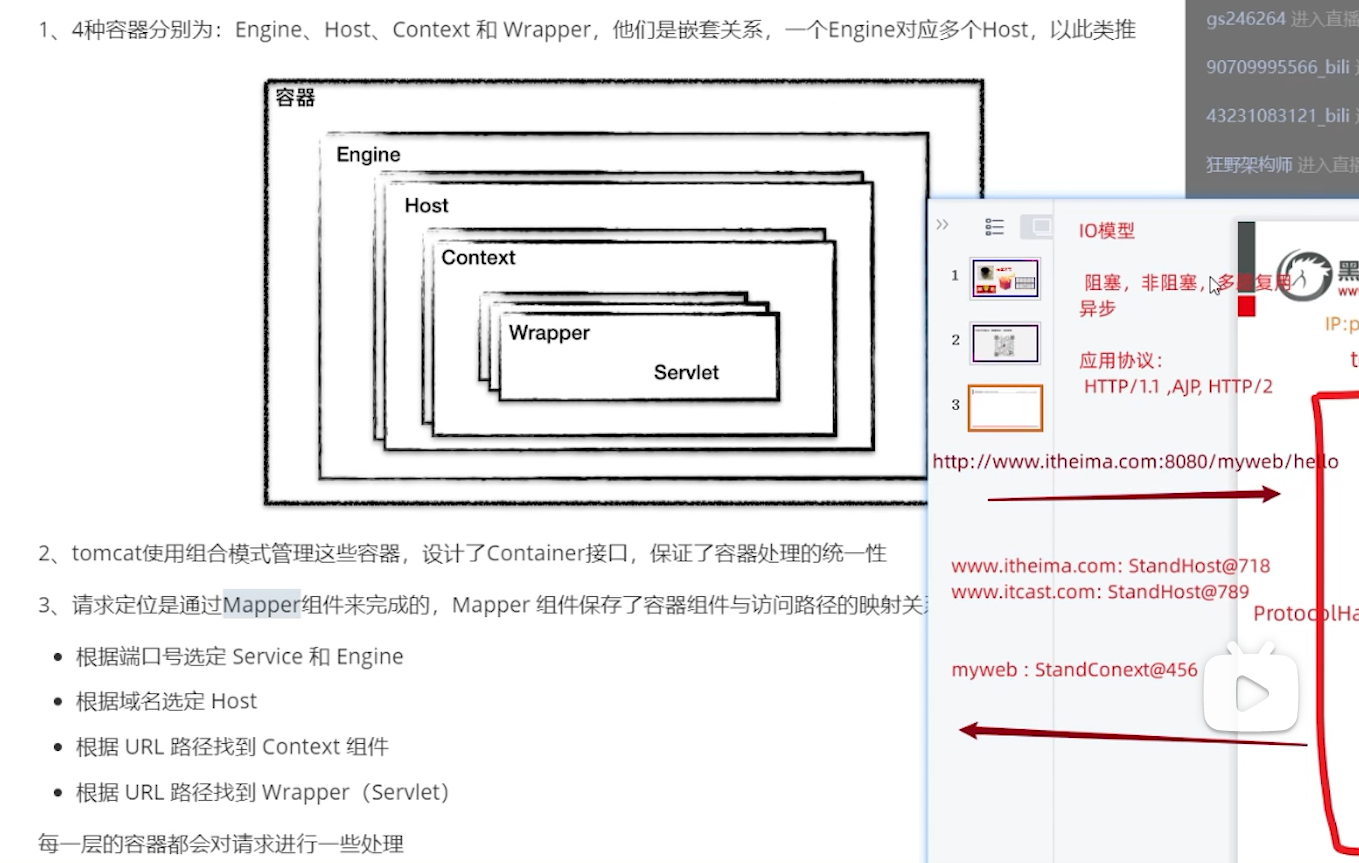 1、4种容器分别为：Engine、Host、Context 和 Wrapper，他们是嵌套关系，一个Engine对应多个Host，以此类推
容器
Engine
Host
Context
Wrapper
Servlet
2、tomcat使用组合模式管理这些容器，设计了Container接口，保证了容器处理的统一性
3、请求定位是通过Mapper组件来完成的，Mapper 组件保存了容器组件与访问路径的映射关
• 根据端口号选定 Service 和 Engine
• 根据域名选定 Host
• 根据 URL 路径找到 Context 组件
• 根据 URL 路径找到 Wrapper（Servlet）
每一层的容器都会对请求进行一些处理
gs246264 进入直播
90709995566_bili
43231083121_bili
狂野架构师 进入直播
1
2
3
IO模型
阻塞，非阻塞，多路复用
异步
应用协议：
HTTP/1.1 ,AJP, HTTP/2
http://www.itheima.com:8080/myweb/hello
www.itheima.com: StandHost@718
www.itcast.com: StandHost@789
ProtocolHa
myweb : StandConext@456
黑
www
IP:p